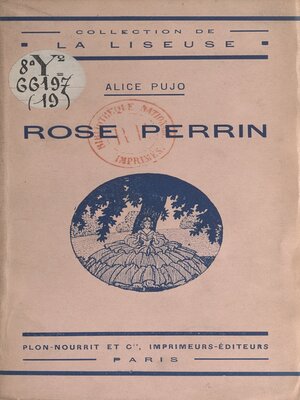 COLLECTION DE
LA LISEUSE
8° Y²
66197
(19)
ALICE PUJO
ROSE PERRIN
IMPRIMÉS
PLON-NOURRIT ET Cie, IMPRIMEURS-ÉDITEURS
PARIS